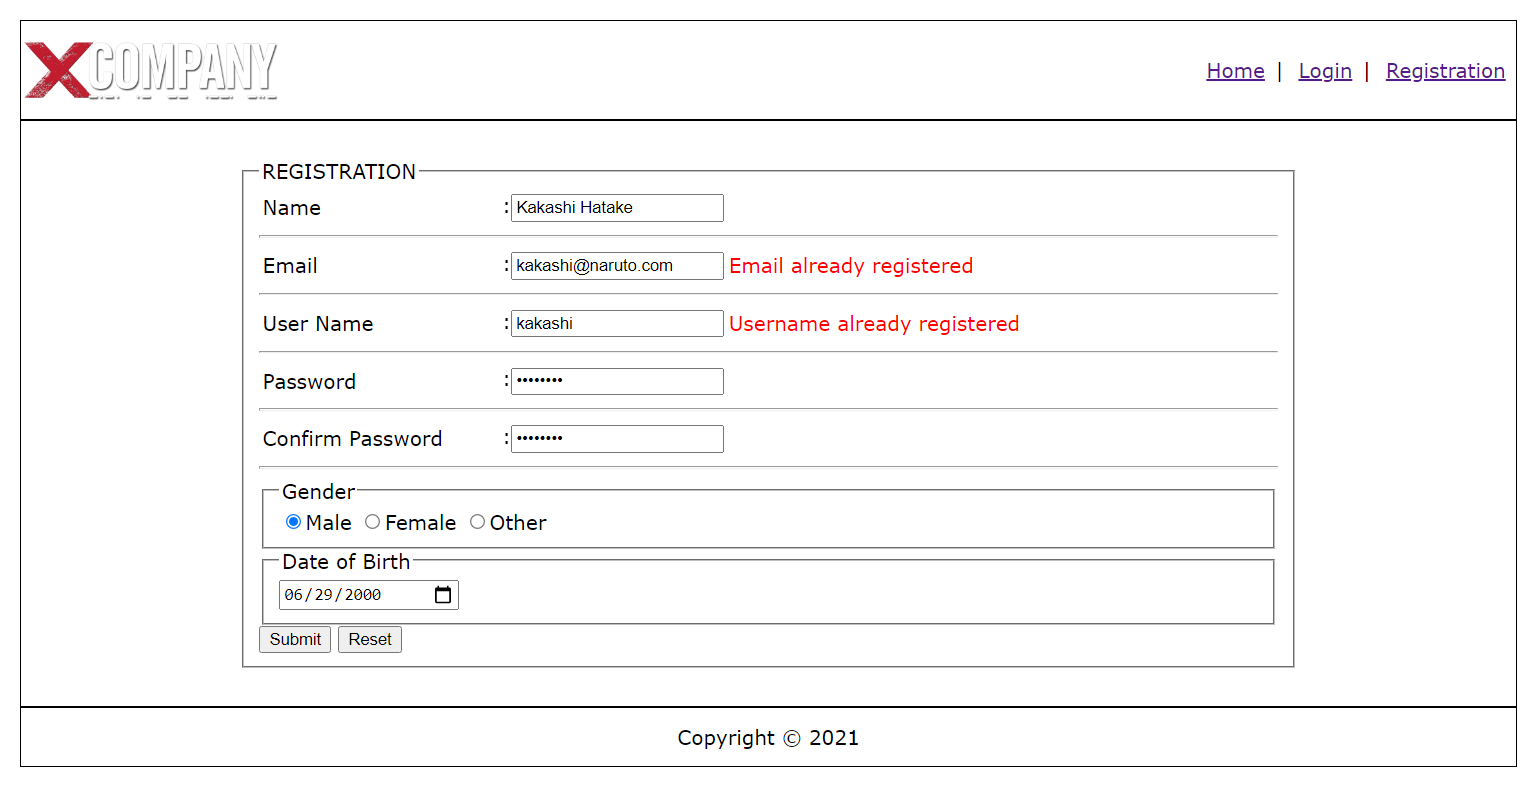 XCOMPANY
Home | Login | Registration
REGISTRATION
Name : Kakashi Hatake
Email : kakashi@naruto.com Email already registered
User Name : kakashi Username already registered
Password : ••••••••
Confirm Password : ••••••••
Gender
Male Female Other
Date of Birth
06/29/2000
Submit Reset
Copyright © 2021